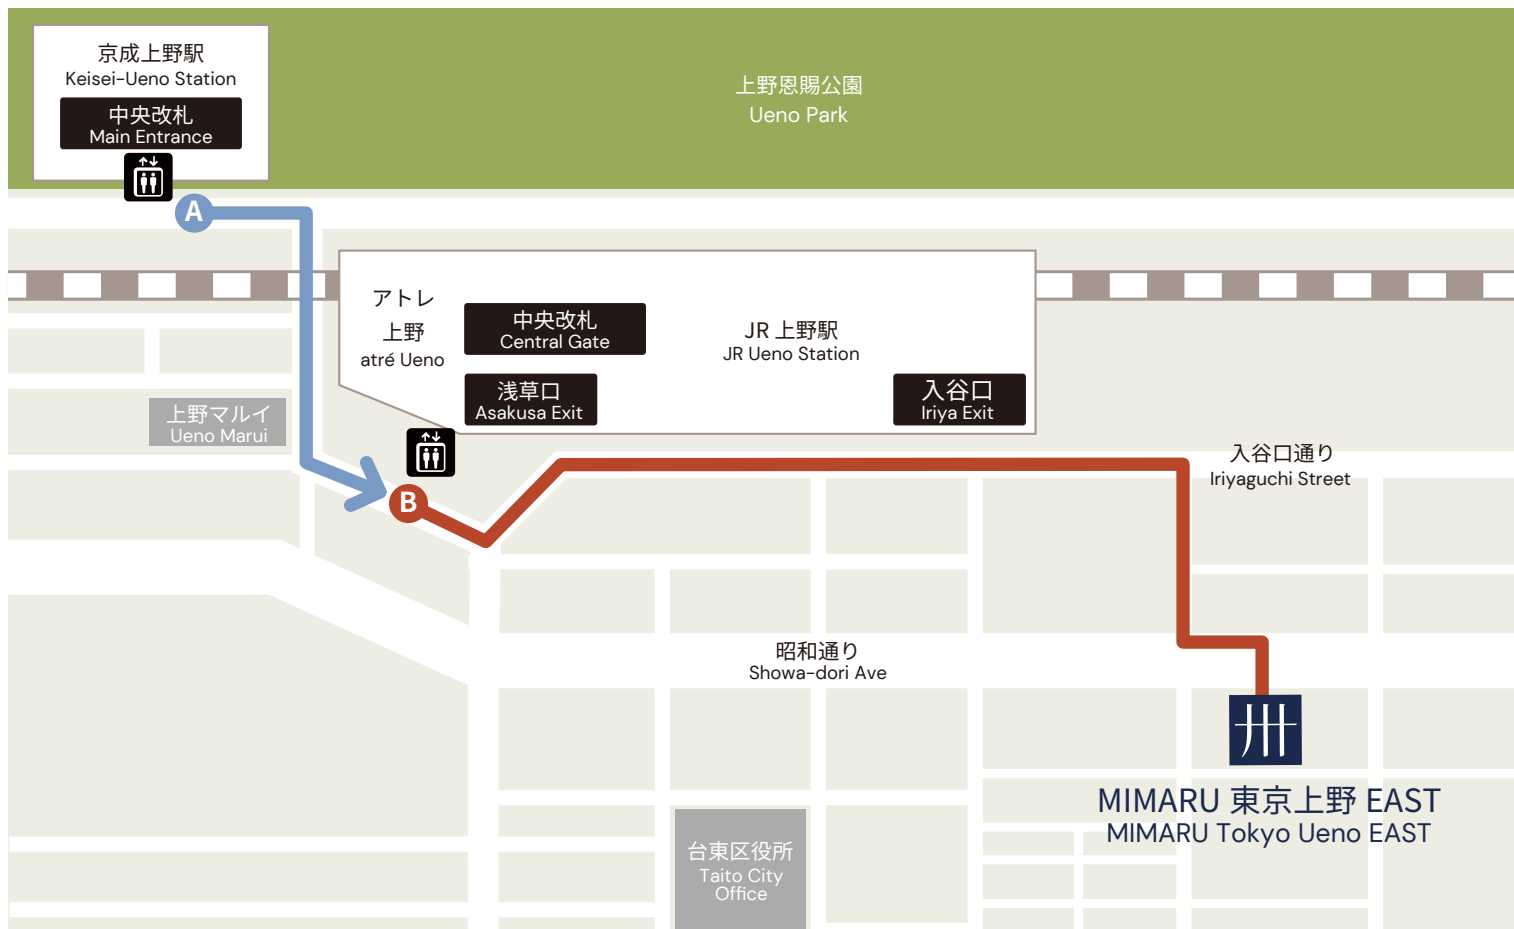 京成上野駅
Keisei-Ueno Station
中央改札
Main Entrance
A
上野恩賜公園
Ueno Park
アトレ
上野
atré Ueno
中央改札
Central Gate
JR 上野駅
JR Ueno Station
浅草口
Asakusa Exit
入谷口
Iriya Exit
上野マルイ
Ueno Marui
B
入谷口通り
Iriyaguchi Street
昭和通り
Showa-dori Ave
MIMARU 東京上野 EAST
MIMARU Tokyo Ueno EAST
台東区役所
Taito City
Office